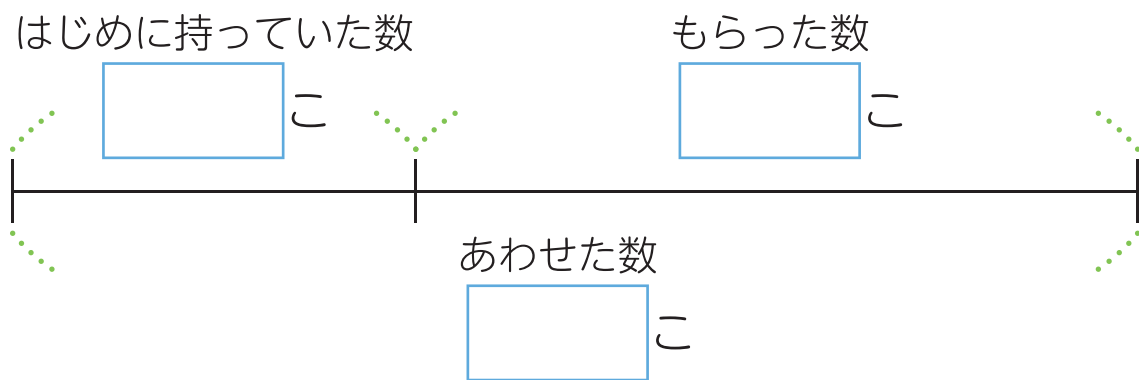 はじめに持っていた数
もらった数
こ
こ
あわせた数
こ